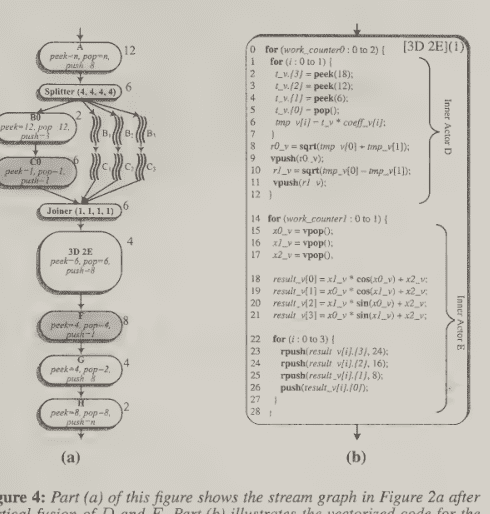 A
peek=n, pop=n,
push=8
12
Splitter (4, 4, 4, 4)
6
B0
peek=12, pop=12,
push=3
2
B1
B2
B3
C0
peek=1, pop=1,
push=1
6
C1
C2
C3
Joiner (1, 1, 1, 1)
6
3D 2E
peek=6, pop=6,
push=8
4
F
peek=4, pop=4,
push=1
8
G
peek=4, pop=2,
push=8
4
H
peek=8, pop=8,
push=n
2
(a)
[3D 2E](1)
0 for (work_counter0 : 0 to 2) {
1 for (i : 0 to 1) {
2 t_v.{3} = peek(18);
3 t_v.{2} = peek(12);
4 t_v.{1} = peek(6);
5 t_v.{0} = pop();
6 tmp_v[i] = t_v * coeff_v[i];
7 }
8 r0_v = sqrt(tmp_v[0] + tmp_v[1]);
9 vpush(r0_v);
10 r1_v = sqrt(tmp_v[0] - tmp_v[1]);
11 vpush(r1_v);
12 }
Inner Actor D
14 for (work_counter1 : 0 to 1) {
15 x0_v = vpop();
16 x1_v = vpop();
17 x2_v = vpop();
18 result_v[0] = x1_v * cos(x0_v) + x2_v;
19 result_v[1] = x0_v * cos(x1_v) + x2_v;
20 result_v[2] = x1_v * sin(x0_v) + x2_v;
21 result_v[3] = x0_v * sin(x1_v) + x2_v;
22 for (i : 0 to 3) {
23 rpush(result_v[i].{3}, 24);
24 rpush(result_v[i].{2}, 16);
25 rpush(result_v[i].{1}, 8);
26 push(result_v[i].{0});
27 }
28 }
Inner Actor E
(b)
gure 4: Part (a) of this figure shows the stream graph in Figure 2a after
tical fusion of D and E. Part (b) illustrates the vectorized code for the